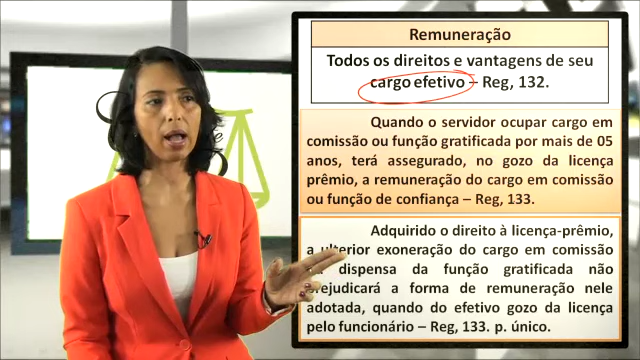 Remuneração
Todos os direitos e vantagens de seu
cargo efetivo – Reg, 132.
Quando o servidor ocupar cargo em
comissão ou função gratificada por mais de 05
anos, terá assegurado, no gozo da licença
prêmio, a remuneração do cargo em comissão
ou função de confiança – Reg, 133.
Adquirido o direito à licença-prêmio,
a ulterior exoneração do cargo em comissão
dispensa da função gratificada não
prejudicará a forma de remuneração nele
adotada, quando do efetivo gozo da licença
pelo funcionário – Reg, 133. p. único.